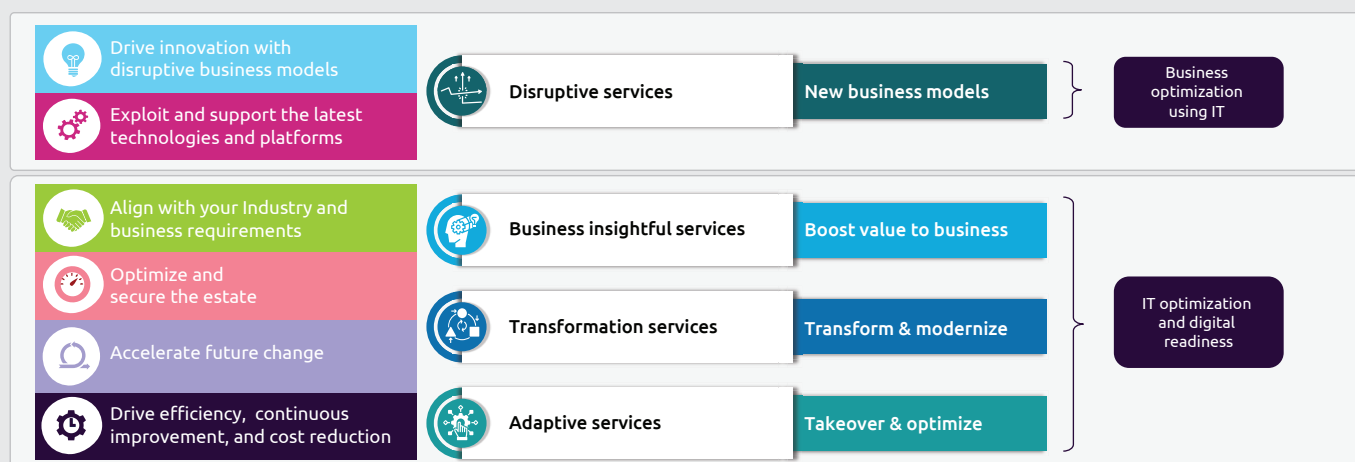 Drive innovation with
disruptive business models
Exploit and support the latest
technologies and platforms
Disruptive services
New business models
Business
optimization
using IT
Align with your Industry and
business requirements
Optimize and
secure the estate
Accelerate future change
Drive efficiency, continuous
improvement, and cost reduction
Business insightful services
Boost value to business
Transformation services
Transform & modernize
Adaptive services
Takeover & optimize
IT optimization
and digital
readiness